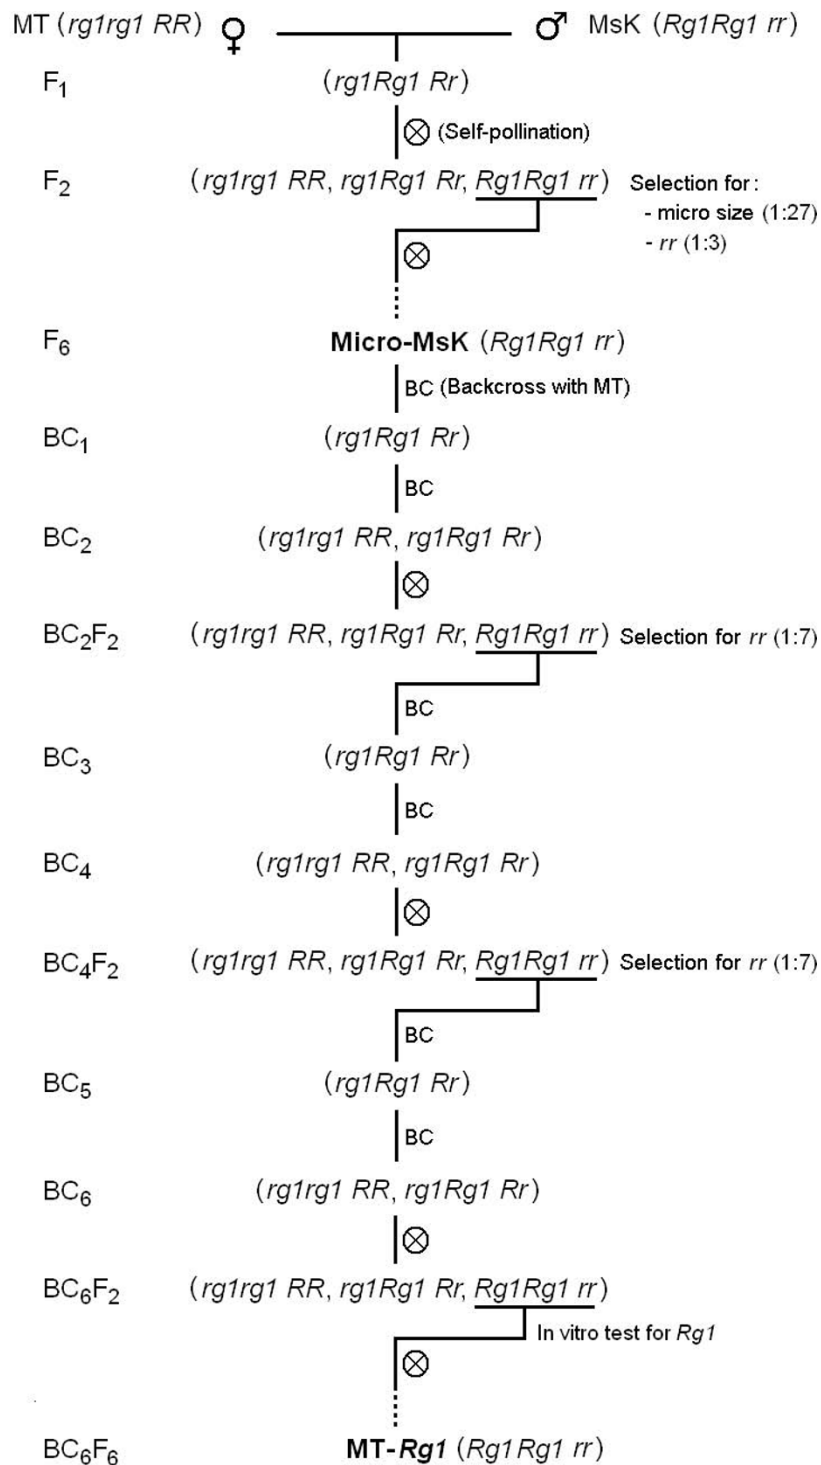 MT (rg1rg1 RR) ♀ ♂ MsK (Rg1Rg1 rr)
F1 (rg1Rg1 Rr)
⊗ (Self-pollination)
F2 (rg1rg1 RR, rg1Rg1 Rr, Rg1Rg1 rr) Selection for:
- micro size (1:27)
- rr (1:3)
⊗
F6 Micro-MsK (Rg1Rg1 rr)
BC (Backcross with MT)
BC1 (rg1Rg1 Rr)
BC
BC2 (rg1rg1 RR, rg1Rg1 Rr)
⊗
BC2F2 (rg1rg1 RR, rg1Rg1 Rr, Rg1Rg1 rr) Selection for rr (1:7)
BC
BC3 (rg1Rg1 Rr)
BC
BC4 (rg1rg1 RR, rg1Rg1 Rr)
⊗
BC4F2 (rg1rg1 RR, rg1Rg1 Rr, Rg1Rg1 rr) Selection for rr (1:7)
BC
BC5 (rg1Rg1 Rr)
BC
BC6 (rg1rg1 RR, rg1Rg1 Rr)
⊗
BC6F2 (rg1rg1 RR, rg1Rg1 Rr, Rg1Rg1 rr)
In vitro test for Rg1
⊗
BC6F6 MT-Rg1 (Rg1Rg1 rr)